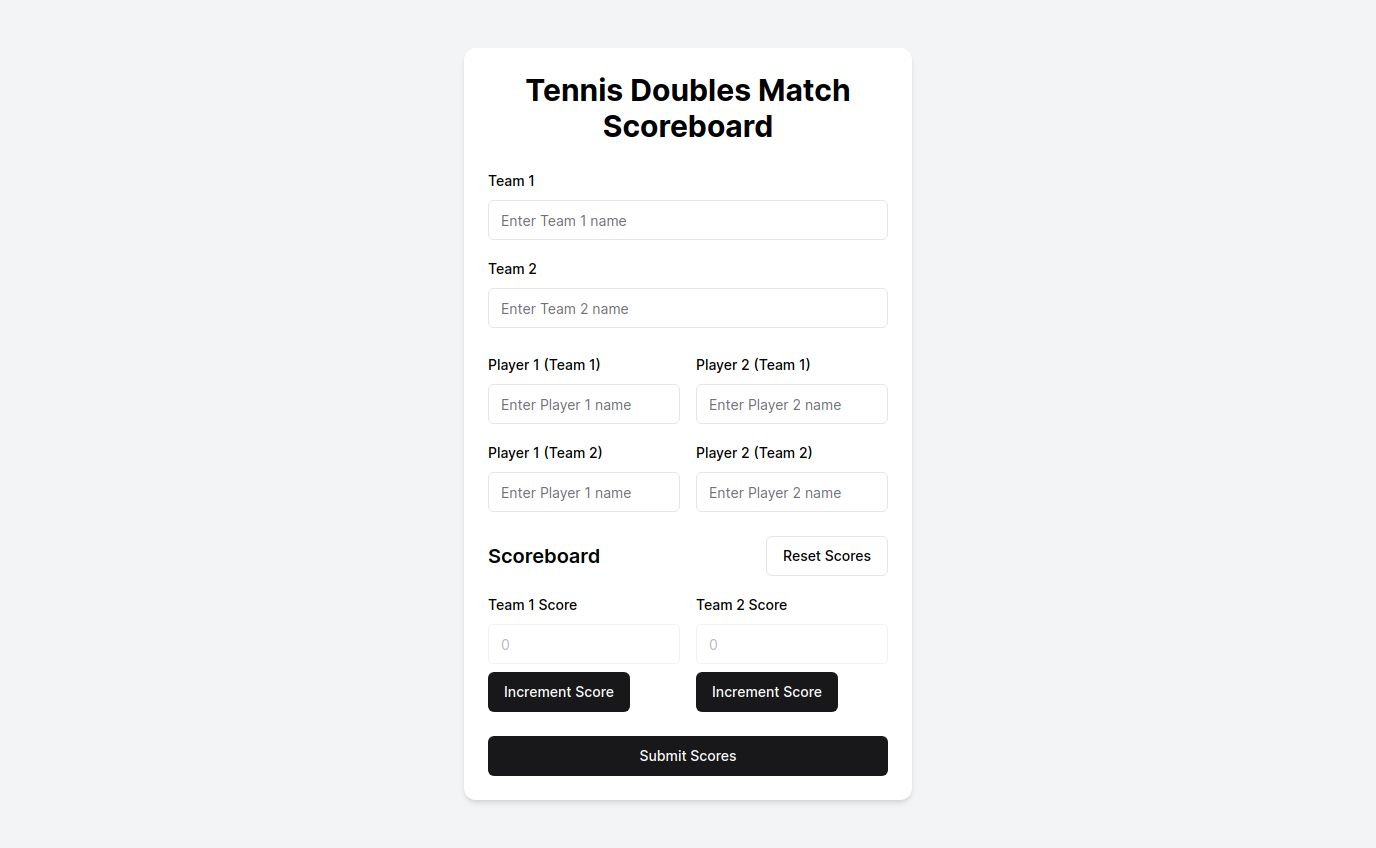 Tennis Doubles Match
Scoreboard
Team 1
Enter Team 1 name
Team 2
Enter Team 2 name
Player 1 (Team 1)
Player 2 (Team 1)
Enter Player 1 name
Enter Player 2 name
Player 1 (Team 2)
Player 2 (Team 2)
Enter Player 1 name
Enter Player 2 name
Scoreboard
Reset Scores
Team 1 Score
Team 2 Score
0
0
Increment Score
Increment Score
Submit Scores